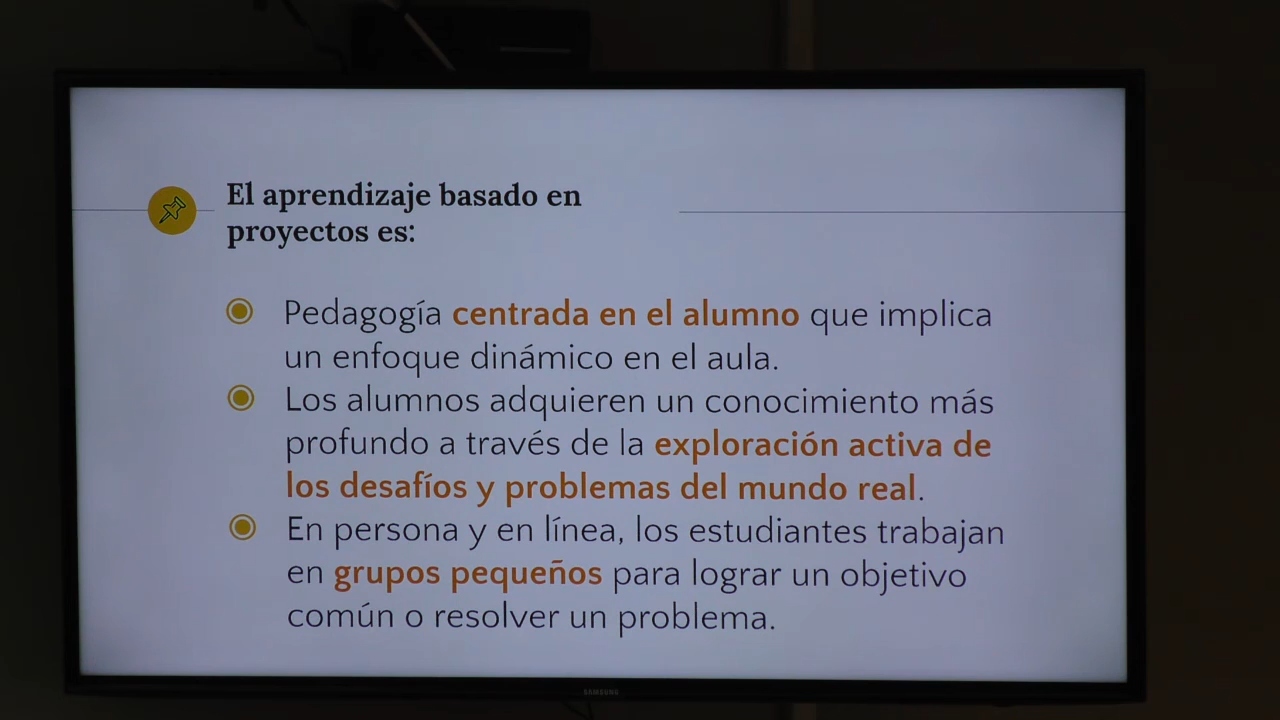 El aprendizaje basado en
proyectos es:
Pedagogía centrada en el alumno que implica
un enfoque dinámico en el aula.
Los alumnos adquieren un conocimiento más
profundo a través de la exploración activa de
los desafíos y problemas del mundo real.
En persona y en línea, los estudiantes trabajan
en grupos pequeños para lograr un objetivo
común o resolver un problema.
SAMSUNG